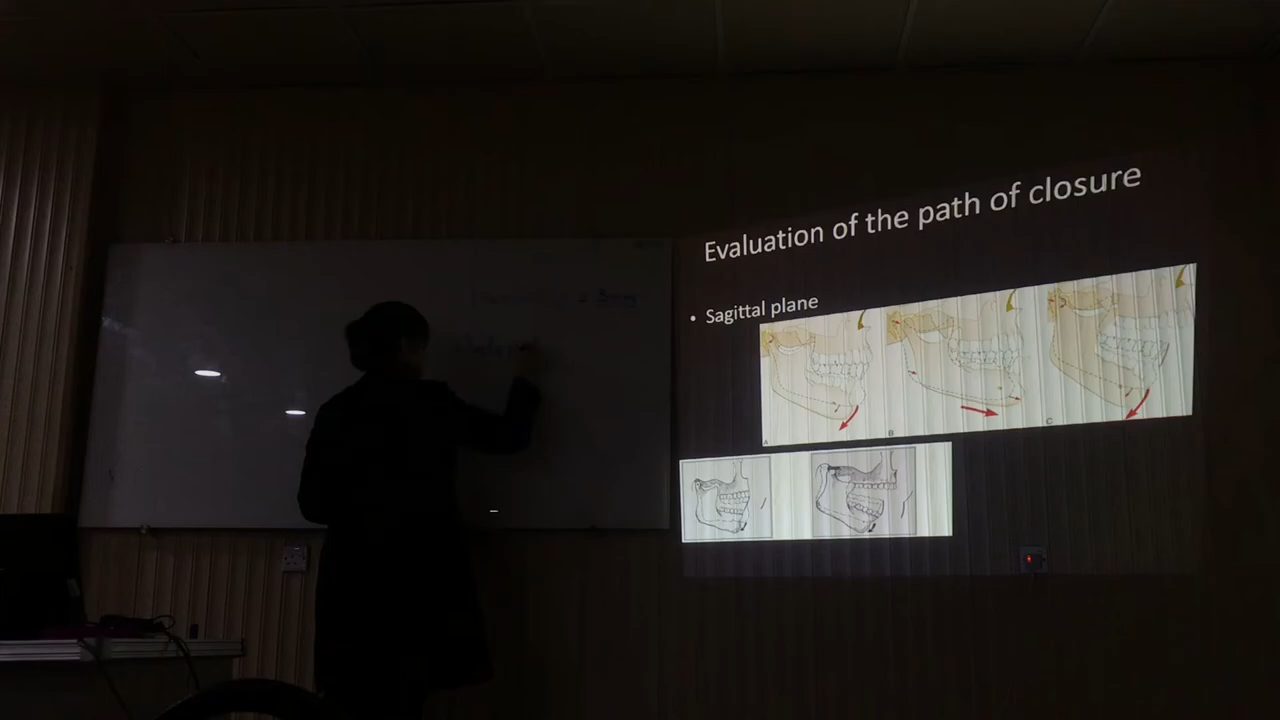 Evaluation of the path of closure
• Sagittal plane
A
B
C